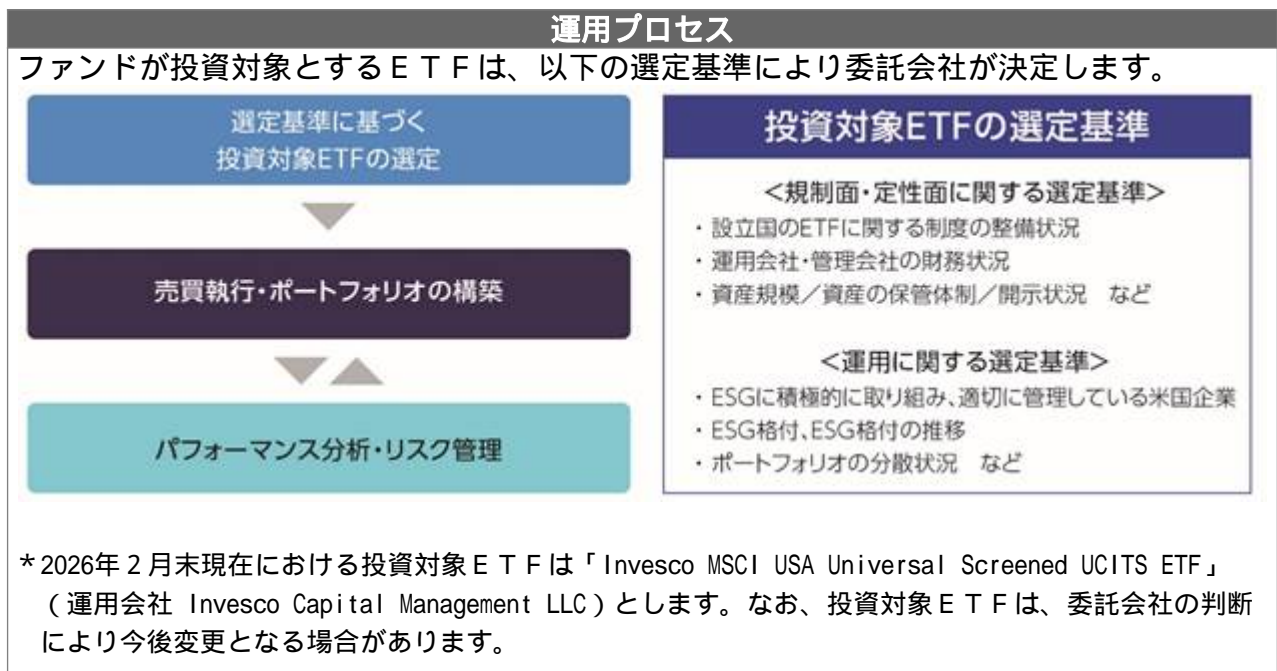 運用プロセス
ファンドが投資対象とするＥＴＦは、以下の選定基準により委託会社が決定します。
選定基準に基づく
投資対象ETFの選定
売買執行・ポートフォリオの構築
パフォーマンス分析・リスク管理
投資対象ETFの選定基準
＜規制面・定性面に関する選定基準＞
・設立国のETFに関する制度の整備状況
・運用会社・管理会社の財務状況
・資産規模／資産の保管体制／開示状況　など
＜運用に関する選定基準＞
・ESGに積極的に取り組み、適切に管理している米国企業
・ESG格付、ESG格付の推移
・ポートフォリオの分散状況　など
＊2026年２月末現在における投資対象ＥＴＦは「Invesco MSCI USA Universal Screened UCITS ETF」
（運用会社 Invesco Capital Management LLC）とします。なお、投資対象ＥＴＦは、委託会社の判断
により今後変更となる場合があります。